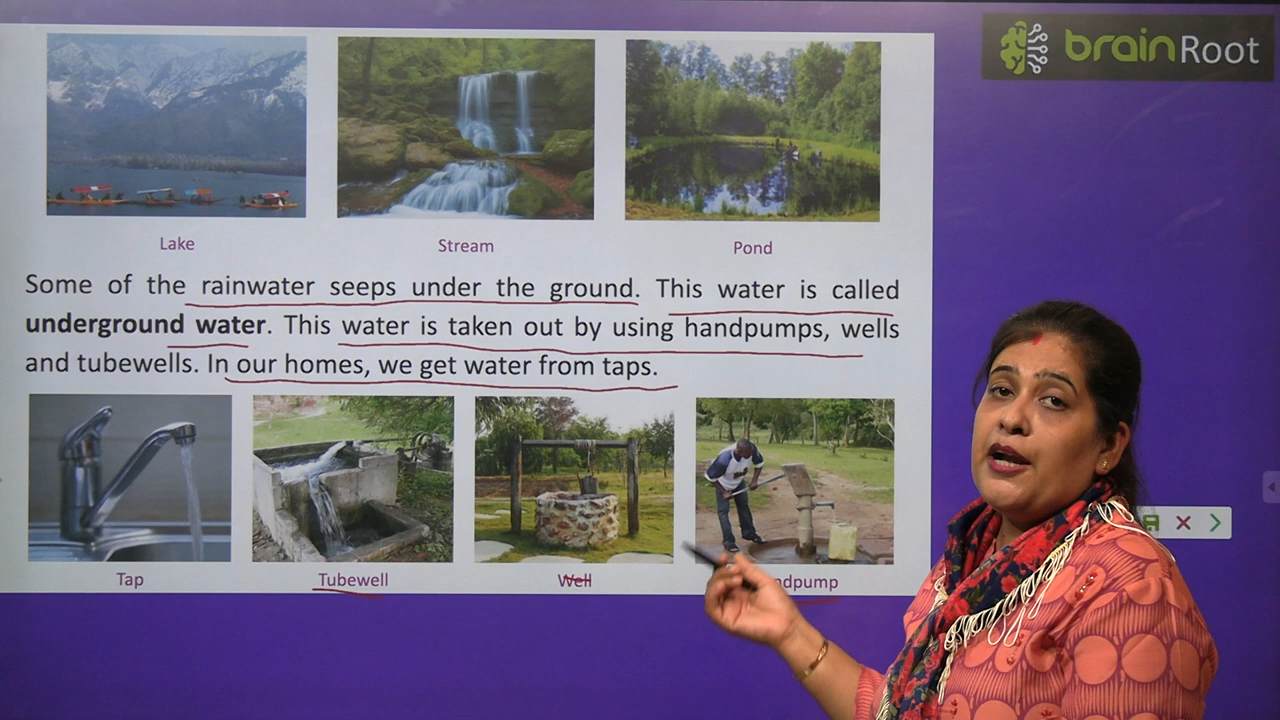 brainRoot
Lake
Stream
Pond
Some of the rainwater seeps under the ground. This water is called
underground water. This water is taken out by using handpumps, wells
and tubewells. In our homes, we get water from taps.
Tap
Tubewell
Well
ndpump